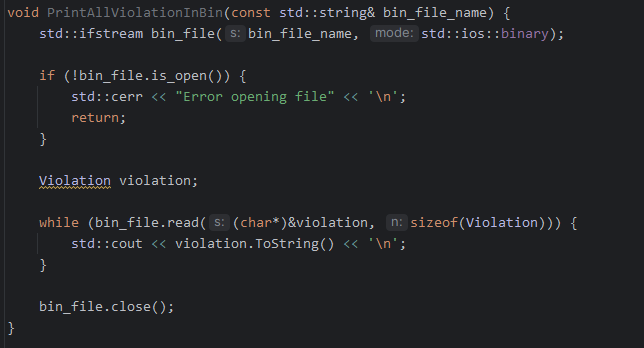 void PrintAllViolationInBin(const std::string& bin_file_name) {
    std::ifstream bin_file( s: bin_file_name, mode: std::ios::binary);
    if (!bin_file.is_open()) {
        std::cerr << "Error opening file" << '\n';
        return;
    }
    Violation violation;
    while (bin_file.read( s: (char*)&violation, n: sizeof(Violation))) {
        std::cout << violation.ToString() << '\n';
    }
    bin_file.close();
}